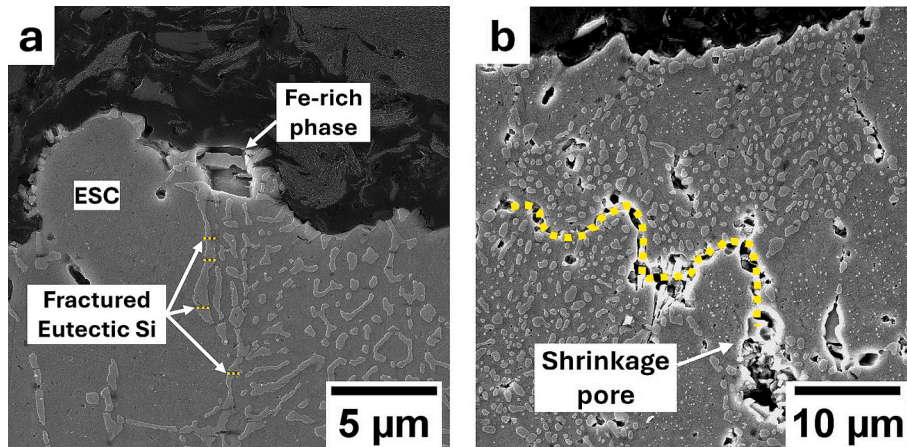 a
Fe-rich
phase
ESC
Fractured
Eutectic Si
5 μm
b
Shrinkage
pore
10 μm